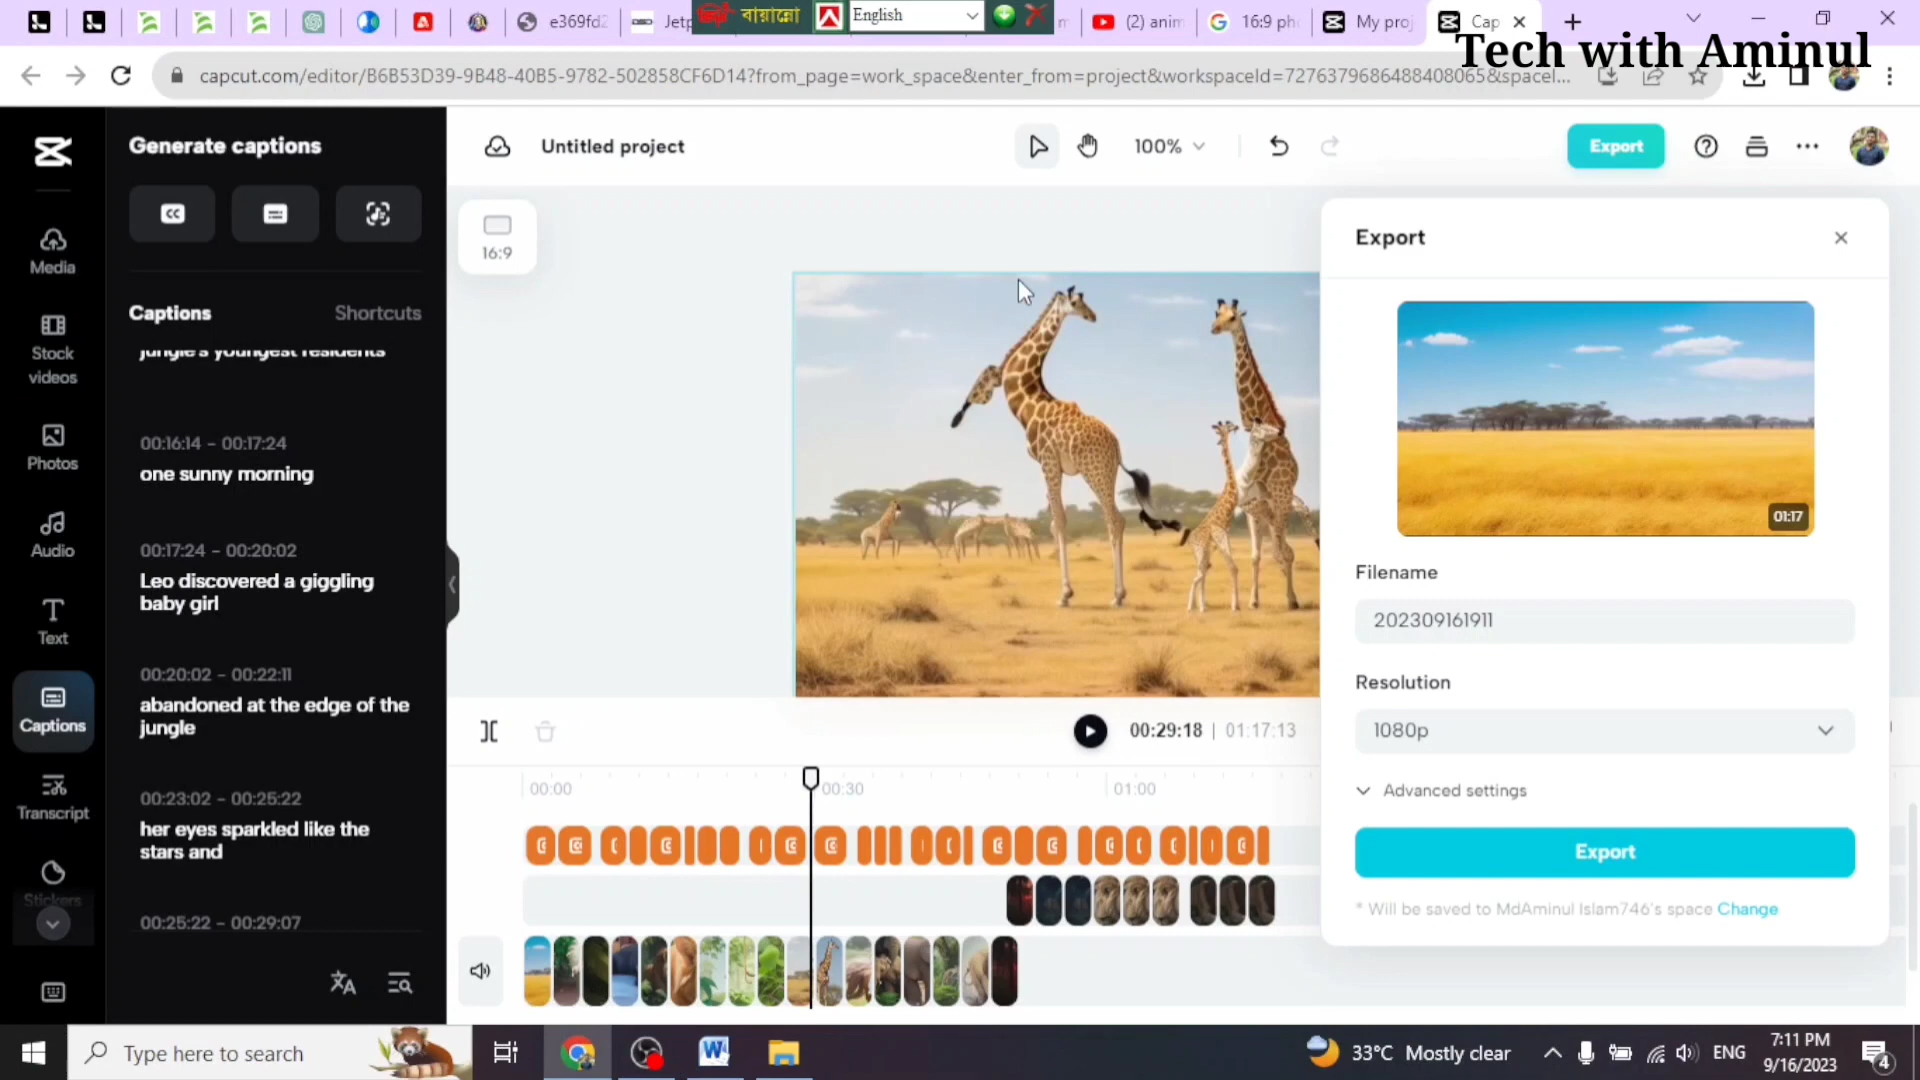 e369fd2
Jetp
বায়ান্নো
English
(2) anim
16:9 ph
My proj
Cap
Tech with Aminul
capcut.com/editor/B6B53D39-9B48-40B5-9782-502858CF6D14?from_page=work_space&enter_from=project&workspaceId=7276379686488408065&spacel...
Generate captions
Untitled project
100%
Export
CC
16:9
Media
Stock
videos
Photos
Audio
Text
Captions
Transcript
Stickers
Captions
Shortcuts
jungle's youngest residents
00:16:14 – 00:17:24
one sunny morning
00:17:24 – 00:20:02
Leo discovered a giggling
baby girl
00:20:02 – 00:22:11
abandoned at the edge of the
jungle
00:23:02 – 00:25:22
her eyes sparkled like the
stars and
00:25:22 – 00:29:07
Export
01:17
Filename
202309161911
Resolution
1080p
Advanced settings
Export
* Will be saved to MdAminul Islam746's space Change
00:29:18 | 01:17:13
00:00
00:30
01:00
Type here to search
33°C Mostly clear
ENG
7:11 PM
9/16/2023
4